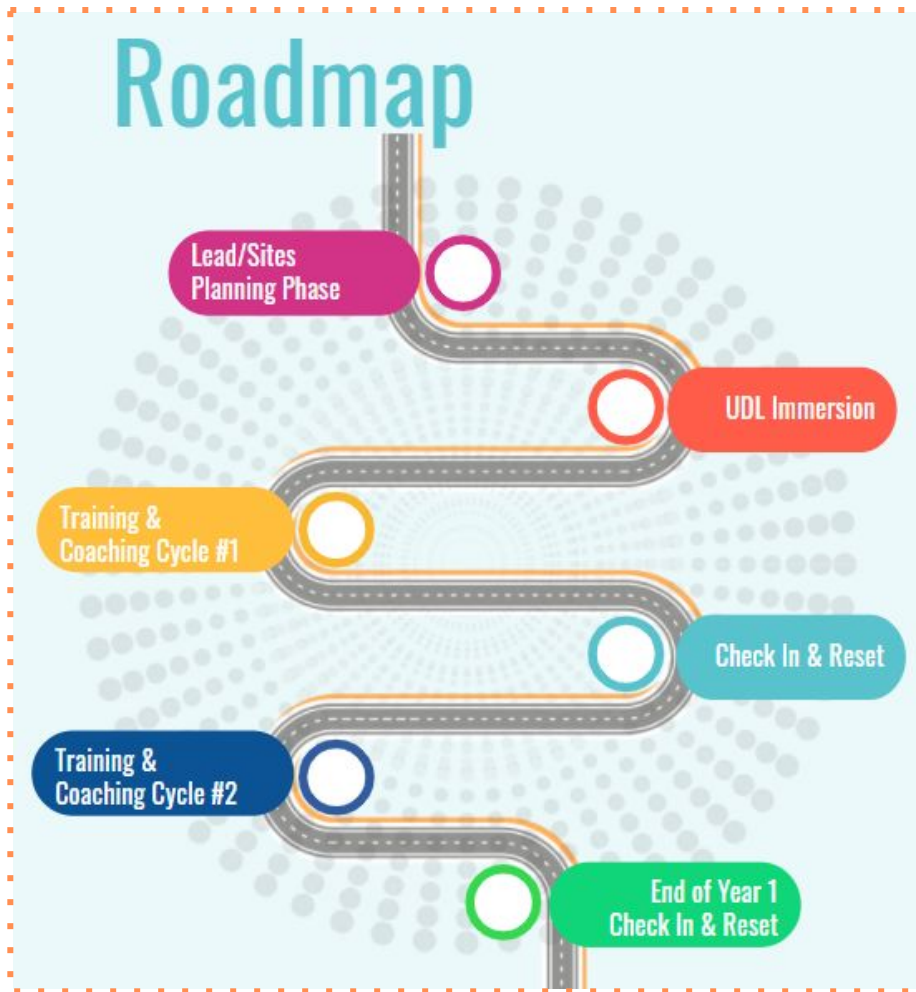 Roadmap
Lead/Sites
Planning Phase
UDL Immersion
Training &
Coaching Cycle #1
Check In & Reset
Training &
Coaching Cycle #2
End of Year 1
Check In & Reset